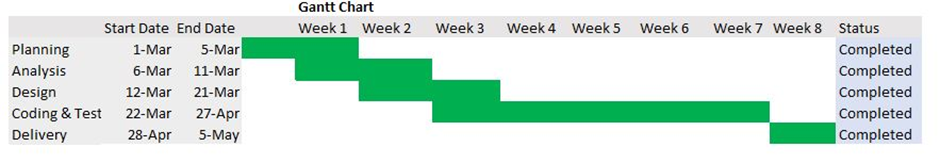 Gantt Chart
Start Date End Date Week 1 Week 2 Week 3 Week 4 Week 5 Week 6 Week 7 Week 8 Status
Planning 1-Mar 5-Mar Completed
Analysis 6-Mar 11-Mar Completed
Design 12-Mar 21-Mar Completed
Coding & Test 22-Mar 27-Apr Completed
Delivery 28-Apr 5-May Completed